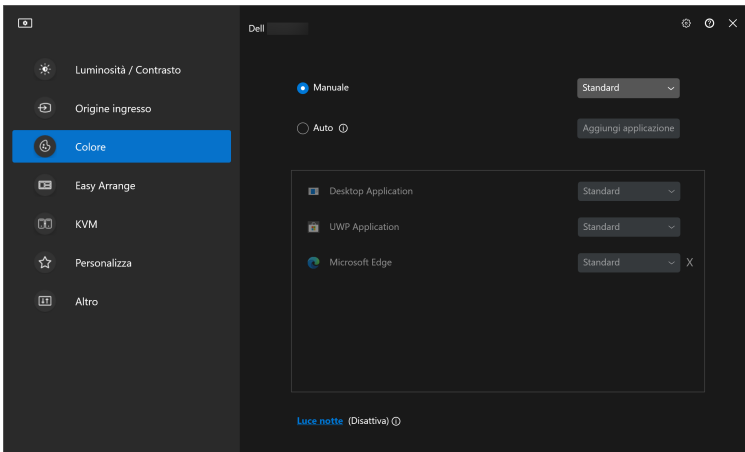 Dell
Luminosità / Contrasto
Origine ingresso
Colore
Easy Arrange
KVM
Personalizza
Altro
Manuale
Standard
Auto
Aggiungi applicazione
Desktop Application
Standard
UWP Application
Standard
Microsoft Edge
Standard
X
Luce notte (Disattiva)